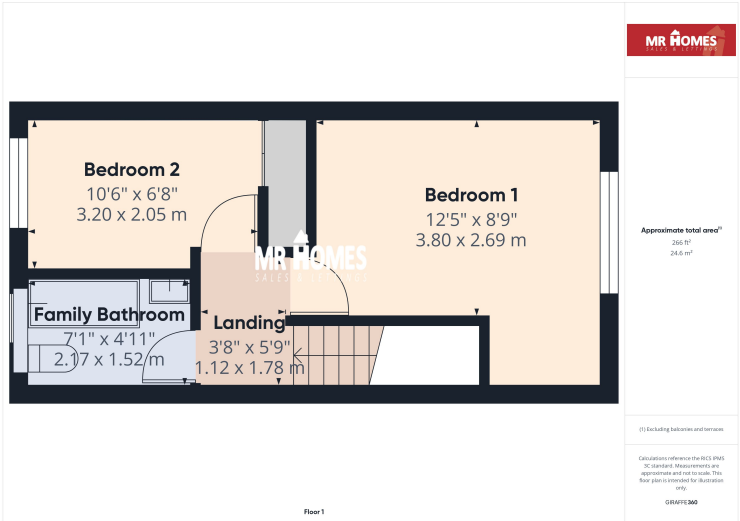 MR HOMES
SALES & LETTINGS
Bedroom 2
10'6" x 6'8"
3.20 x 2.05 m
Bedroom 1
12'5" x 8'9"
3.80 x 2.69 m
MR HOMES
SALES & LETTINGS
Family Bathroom
7'1" x 4'11"
2.17 x 1.52 m
Landing
3'8" x 5'9"
1.12 x 1.78 m
Floor 1
Approximate total area(1)
266 ft²
24.6 m²
(1) Excluding balconies and terraces
Calculations reference the RICS IPMS
3C standard. Measurements are
approximate and not to scale. This
floor plan is intended for illustration
only.
GIRAFFE360